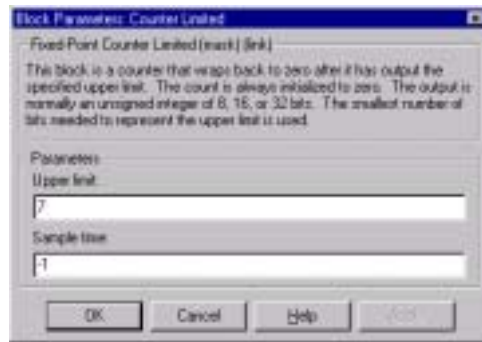 Block Parameters: Counter Limited
Fixed-Point Counter Limited (mask) (link)
This block is a counter that wraps back to zero after it has output the
specified upper limit. The count is always initialized to zero. The output is
normally an unsigned integer of 8, 16, or 32 bits. The smallest number of
bits needed to represent the upper limit is used.
Parameters
Upper limit:
7
Sample time:
-1
OK
Cancel
Help